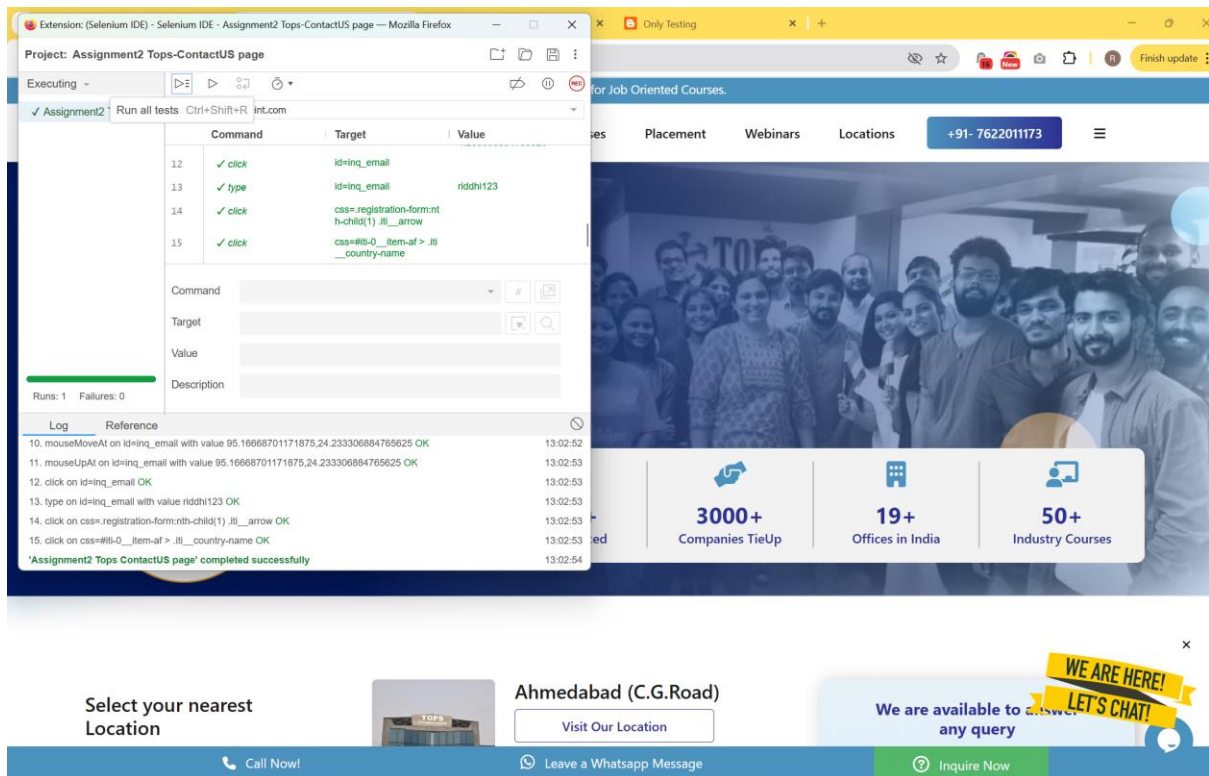 Extension: (Selenium IDE) - Selenium IDE - Assignment2 Tops-ContactUS page — Mozilla Firefox
Only Testing
Project: Assignment2 Tops-ContactUS page
Finish update
16
New
R
Executing
REC
for Job Oriented Courses.
✓ Assignment2
Run all tests Ctrl+Shift+R
int.com
Command Target Value
Placement Webinars Locations +91- 7622011173
12 ✓ click id=inq_email
13 ✓ type id=inq_email riddhi123
14 ✓ click css=.registration-form:nt
h-child(1) .iti__arrow
15 ✓ click css=#iti-0__item-af > .iti
__country-name
TOPS
Command
//
Target
Value
Description
Runs: 1 Failures: 0
Log Reference
10. mouseMoveAt on id=inq_email with value 95.16668701171875,24.233306884765625 OK 13:02:52
11. mouseUpAt on id=inq_email with value 95.16668701171875,24.233306884765625 OK 13:02:53
12. click on id=inq_email OK 13:02:53
13. type on id=inq_email with value riddhi123 OK 13:02:53
14. click on css=.registration-form:nth-child(1) .iti__arrow OK 13:02:53
15. click on css=#iti-0__item-af > .iti__country-name OK 13:02:53
'Assignment2 Tops ContactUS page' completed successfully 13:02:54
3000+ 19+ 50+
Companies TieUp Offices in India Industry Courses
WE ARE HERE!
LET'S CHAT!
Select your nearest
Location
TOPS
Ahmedabad (C.G.Road)
Visit Our Location
We are available to answer
any query
Call Now!
Leave a Whatsapp Message
Inquire Now